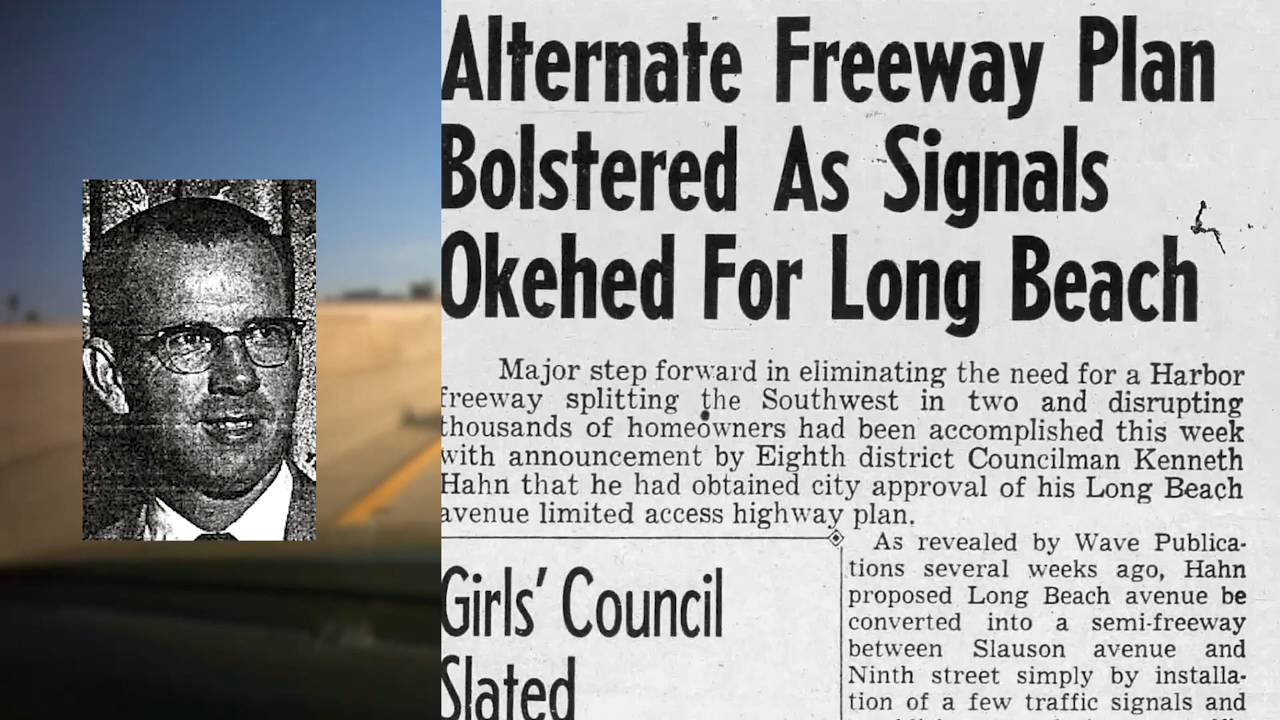 Alternate Freeway Plan
Bolstered As Signals
Okehed For Long Beach
Major step forward in eliminating the need for a Harbor
freeway splitting the Southwest in two and disrupting
thousands of homeowners had been accomplished this week
with announcement by Eighth district Councilman Kenneth
Hahn that he had obtained city approval of his Long Beach
avenue limited access highway plan.
Girls' Council
Slated
As revealed by Wave Publica-
tions several weeks ago, Hahn
proposed Long Beach avenue be
converted into a semi-freeway
between Slauson avenue and
Ninth street simply by installa-
tion of a few traffic signals and